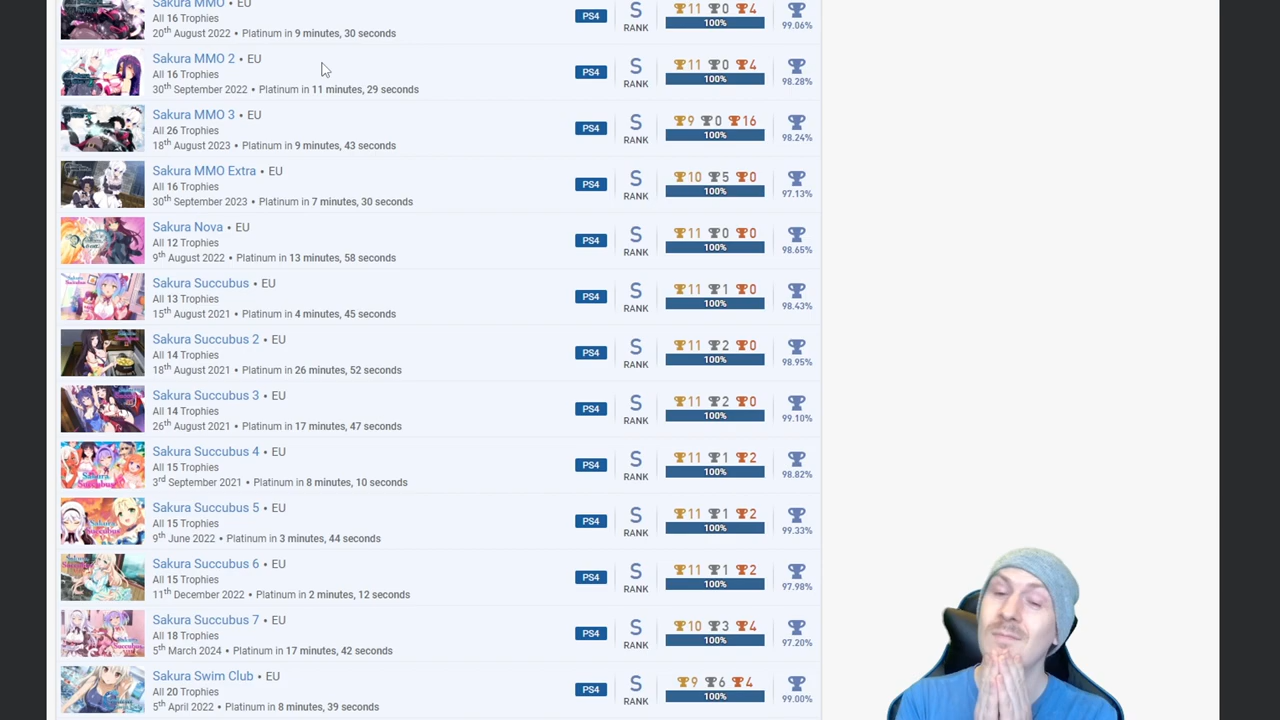 Sakura MMO • EU
All 16 Trophies
20th August 2022 • Platinum in 9 minutes, 30 seconds
PS4
S
RANK
11 0 4
100%
99.06%
Sakura MMO 2 • EU
All 16 Trophies
30th September 2022 • Platinum in 11 minutes, 29 seconds
PS4
S
RANK
11 0 4
100%
98.28%
Sakura MMO 3 • EU
All 26 Trophies
18th August 2023 • Platinum in 9 minutes, 43 seconds
PS4
S
RANK
9 0 16
100%
98.24%
Sakura MMO Extra • EU
All 16 Trophies
30th September 2023 • Platinum in 7 minutes, 30 seconds
PS4
S
RANK
10 5 0
100%
97.13%
Sakura Nova • EU
All 12 Trophies
9th August 2022 • Platinum in 13 minutes, 58 seconds
PS4
S
RANK
11 0 0
100%
98.65%
Sakura Succubus • EU
All 13 Trophies
15th August 2021 • Platinum in 4 minutes, 45 seconds
PS4
S
RANK
11 1 0
100%
98.43%
Sakura Succubus 2 • EU
All 14 Trophies
18th August 2021 • Platinum in 26 minutes, 52 seconds
PS4
S
RANK
11 2 0
100%
98.95%
Sakura Succubus 3 • EU
All 14 Trophies
26th August 2021 • Platinum in 17 minutes, 47 seconds
PS4
S
RANK
11 2 0
100%
99.10%
Sakura Succubus 4 • EU
All 15 Trophies
3rd September 2021 • Platinum in 8 minutes, 10 seconds
PS4
S
RANK
11 1 2
100%
98.82%
Sakura Succubus 5 • EU
All 15 Trophies
9th June 2022 • Platinum in 3 minutes, 44 seconds
PS4
S
RANK
11 1 2
100%
99.33%
Sakura Succubus 6 • EU
All 15 Trophies
11th December 2022 • Platinum in 2 minutes, 12 seconds
PS4
S
RANK
11 1 2
100%
97.98%
Sakura Succubus 7 • EU
All 18 Trophies
5th March 2024 • Platinum in 17 minutes, 42 seconds
PS4
S
RANK
10 3 4
100%
97.20%
Sakura Swim Club • EU
All 20 Trophies
5th April 2022 • Platinum in 8 minutes, 39 seconds
PS4
S
RANK
9 6 4
100%
99.00%